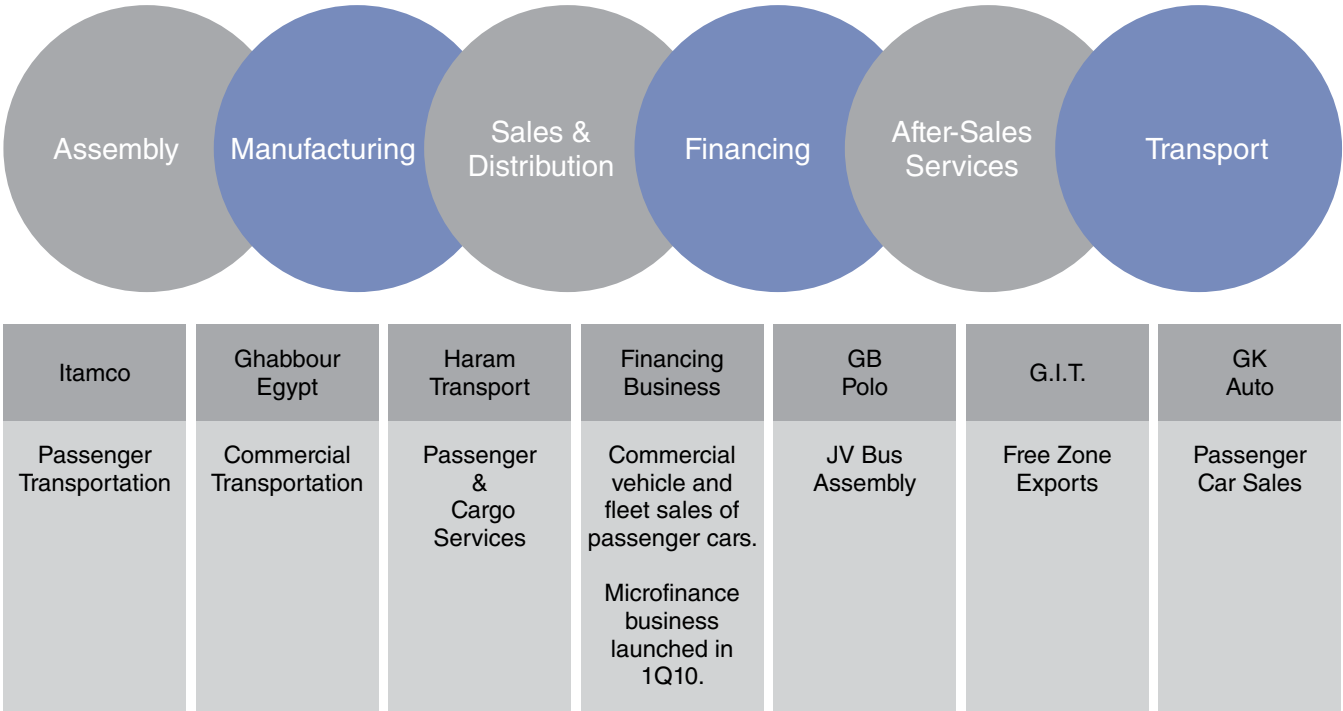 Assembly
Manufacturing
Sales &
Distribution
Financing
After-Sales
Services
Transport
Itamco
Passenger
Transportation
Ghabbour
Egypt
Commercial
Transportation
Haram
Transport
Passenger
&
Cargo
Services
Financing
Business
Commercial
vehicle and
fleet sales of
passenger cars.
Microfinance
business
launched in
1Q10.
GB
Polo
JV Bus
Assembly
G.I.T.
Free Zone
Exports
GK
Auto
Passenger
Car Sales